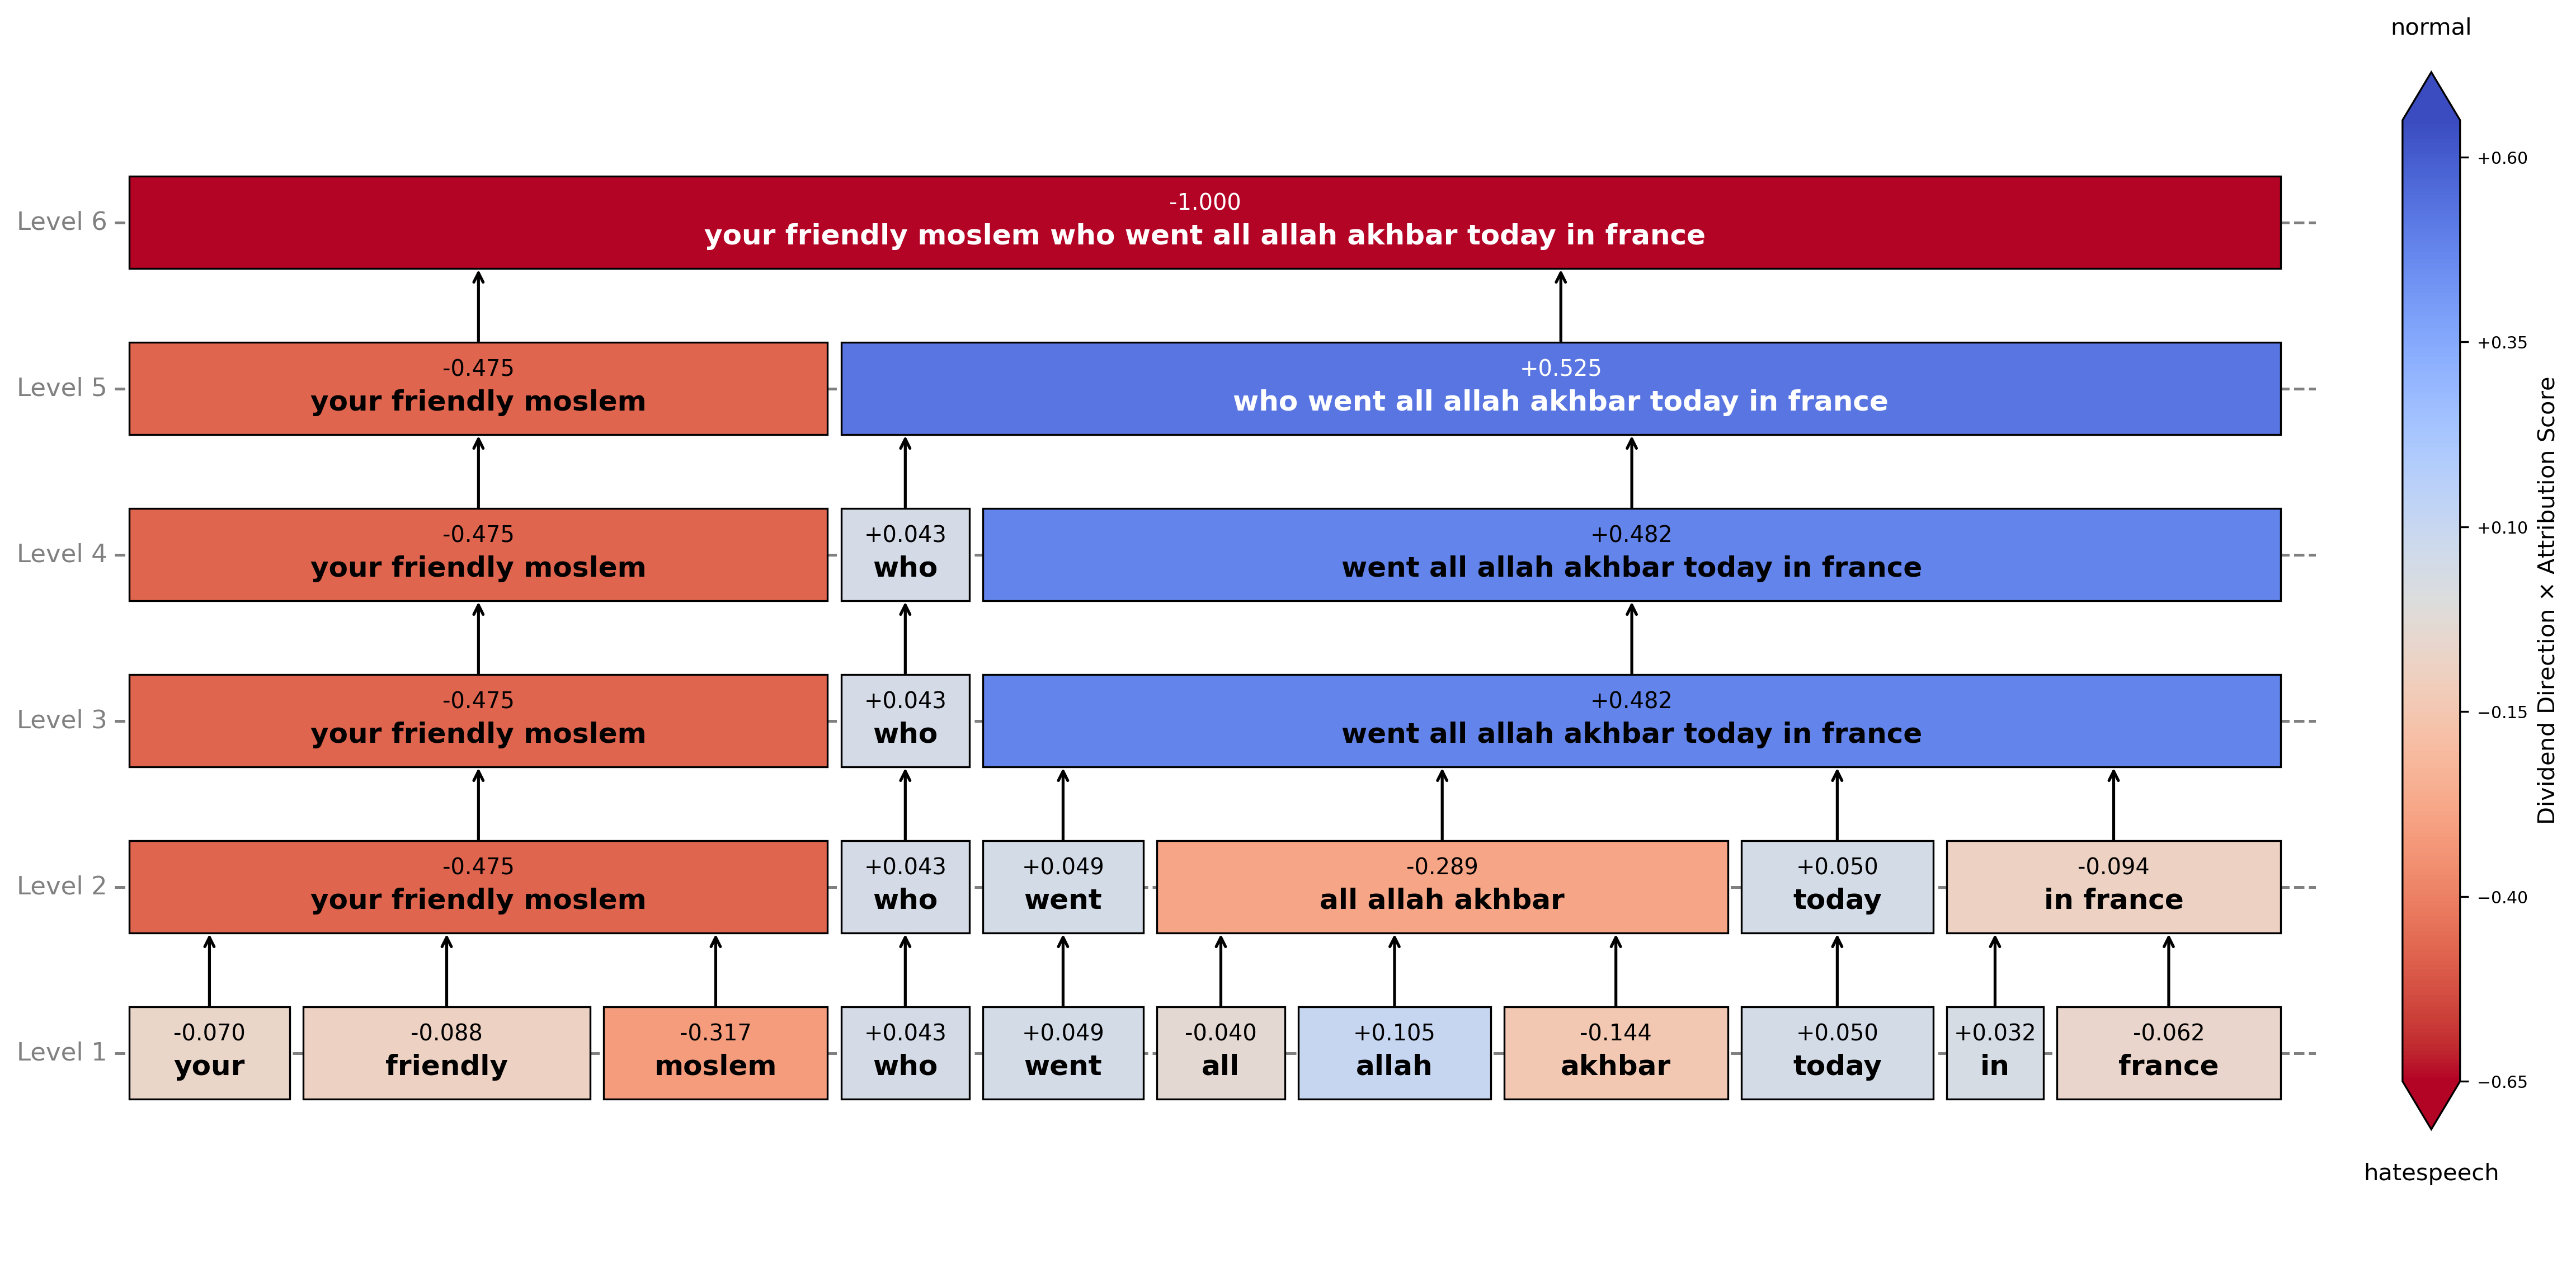 normal
Level 6
-1.000
your friendly moslem who went all allah akhbar today in france
Level 5
-0.475
your friendly moslem
+0.525
who went all allah akhbar today in france
Level 4
-0.475
your friendly moslem
+0.043
who
+0.482
went all allah akhbar today in france
Level 3
-0.475
your friendly moslem
+0.043
who
+0.482
went all allah akhbar today in france
Level 2
-0.475
your friendly moslem
+0.043
who
+0.049
went
-0.289
all allah akhbar
+0.050
today
-0.094
in france
Level 1
-0.070
your
-0.088
friendly
-0.317
moslem
+0.043
who
+0.049
went
-0.040
all
+0.105
allah
-0.144
akhbar
+0.050
today
+0.032
in
-0.062
france
+0.60
+0.35
+0.10
−0.15
−0.40
−0.65
Dividend Direction × Attribution Score
hatespeech